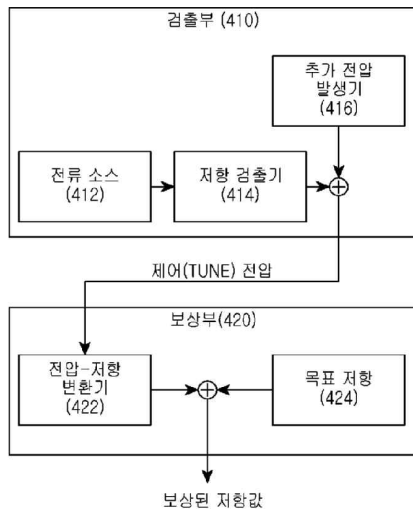 검출부 (410)
추가 전압
발생기
(416)
전류 소스
(412)
저항 검출기
(414)
제어(TUNE) 전압
보상부(420)
전압-저항
변환기
(422)
목표 저항
(424)
보상된 저항값